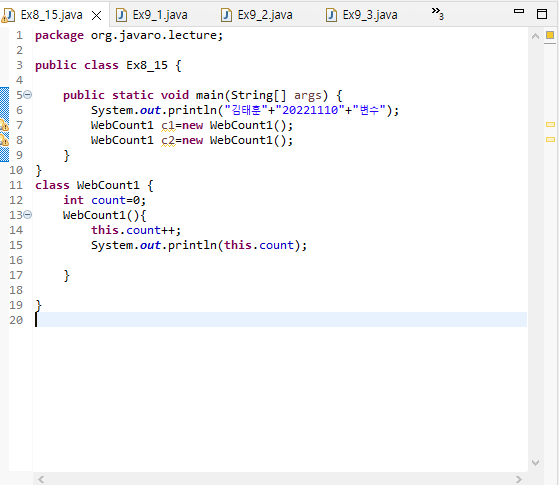 Ex8_15.java Ex9_1.java Ex9_2.java Ex9_3.java »3
1 package org.javaro.lecture;
2
3 public class Ex8_15 {
4
5 public static void main(String[] args) {
6 System.out.println("김태훈"+"20221110"+"변수");
7 WebCount1 c1=new WebCount1();
8 WebCount1 c2=new WebCount1();
9 }
10 }
11 class WebCount1 {
12 int count=0;
13 WebCount1(){
14 this.count++;
15 System.out.println(this.count);
16
17 }
18
19 }
20